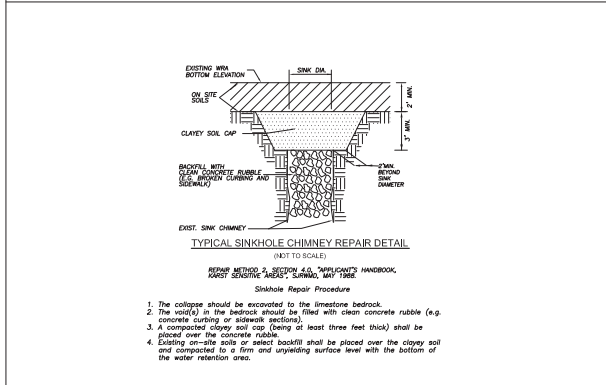 EXISTING WRA
BOTTOM ELEVATION
SINK DIA.
ON SITE
SOILS
2' MIN.
3' MIN.
CLAYEY SOIL CAP
BACKFILL WITH
CLEAN CONCRETE RUBBLE
(E.G. BROKEN CURBING AND
SIDEWALK)
2'MIN.
BEYOND
SINK
DIAMETER
EXIST. SINK CHIMNEY
TYPICAL SINKHOLE CHIMNEY REPAIR DETAIL
(NOT TO SCALE)
REPAIR METHOD 2, SECTION 4.0, "APPLICANT'S HANDBOOK,
KARST SENSITIVE AREAS", SJRWMD, MAY 1988.
Sinkhole Repair Procedure
1. The collapse should be excavated to the limestone bedrock.
2. The void(s) in the bedrock should be filled with clean concrete rubble (e.g.
concrete curbing or sidewalk sections).
3. A compacted clayey soil cap (being at least three feet thick) shall be
placed over the concrete rubble.
4. Existing on-site soils or select backfill shall be placed over the clayey soil
and compacted to a firm and unyielding surface level with the bottom of
the water retention area.